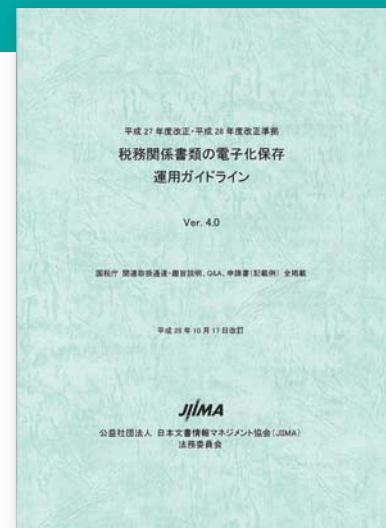 平成27年度改正・平成28年度改正準拠
税務関係書類の電子化保存
運用ガイドライン
Ver. 4.0
国税庁 関連取扱通達・趣旨説明、Q&A、申請書(記載例) 全掲載
平成28年10月17日改訂
JIIMA
公益社団法人 日本文書情報マネジメント協会(JIIMA)
法務委員会